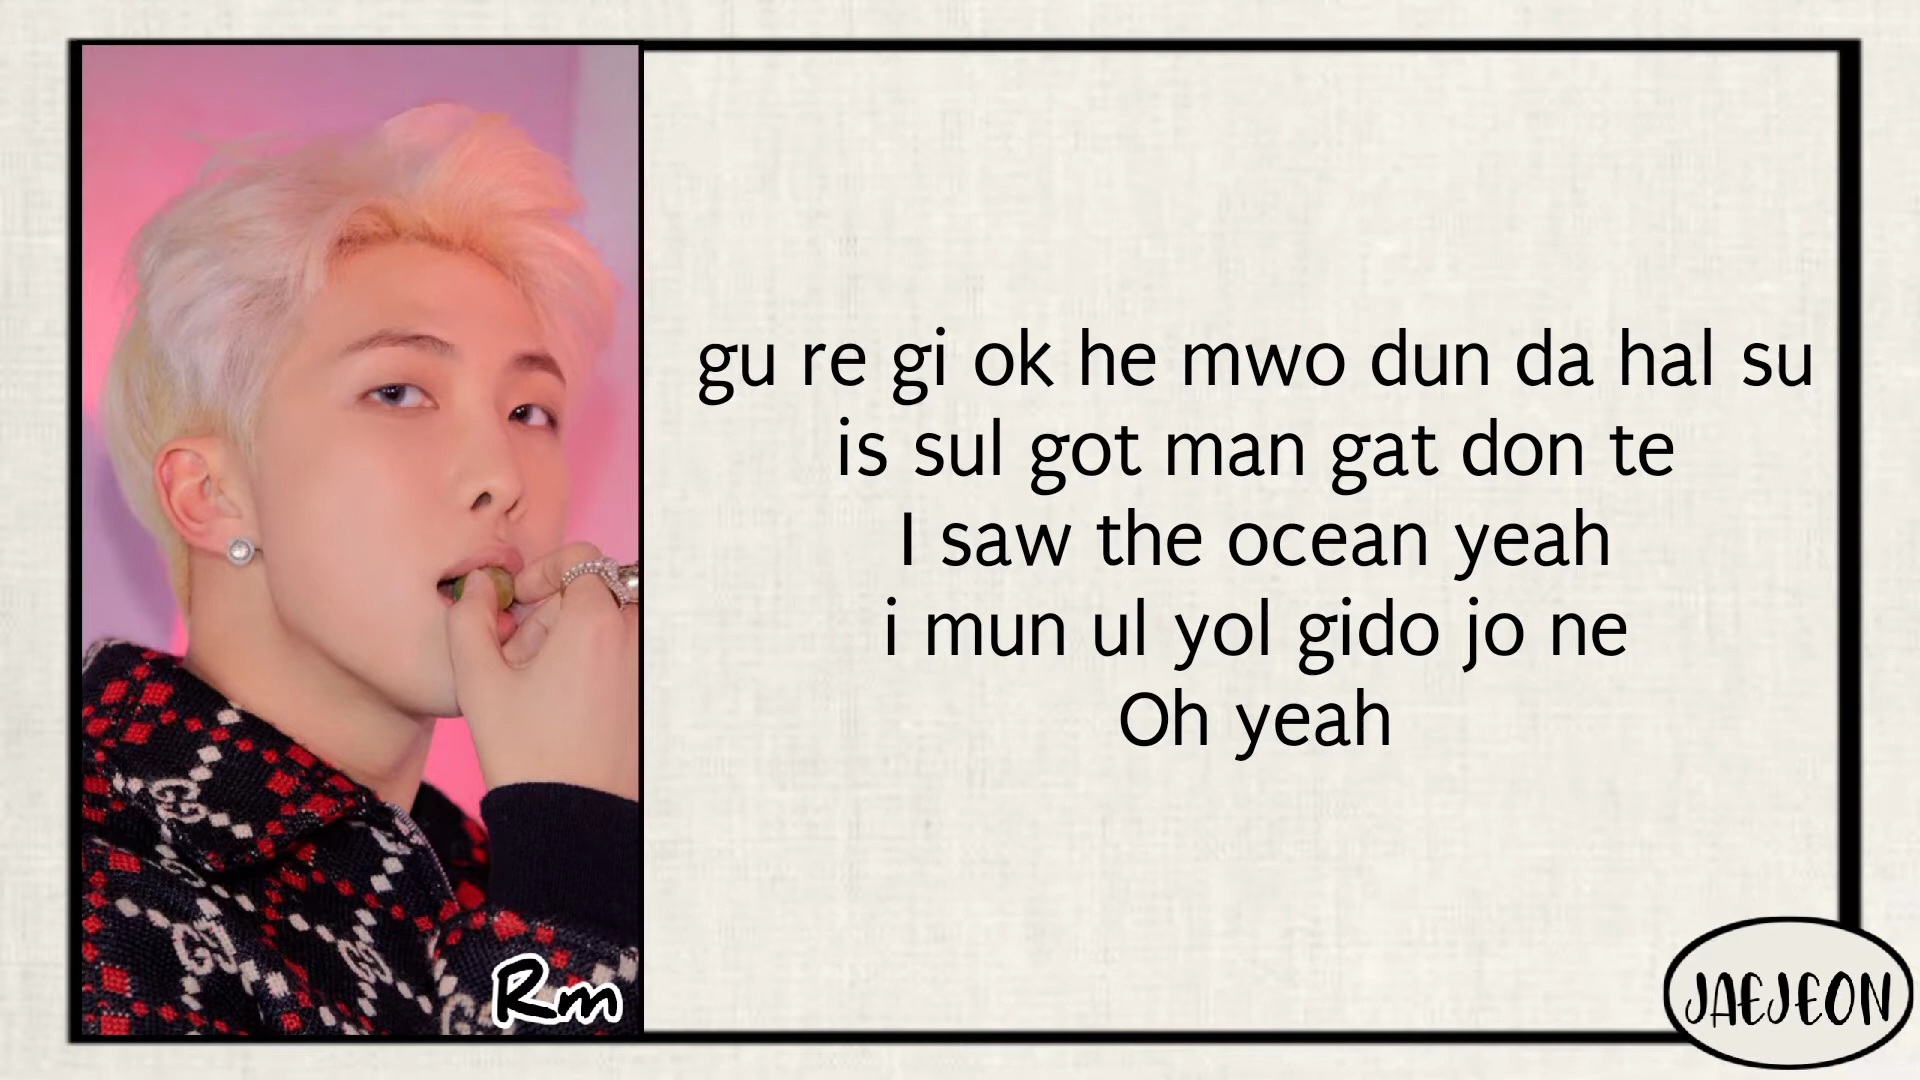 gu re gi ok he mwo dun da hal su
is sul got man gat don te
I saw the ocean yeah
i mun ul yol gido jo ne
Oh yeah
Rm
JAEJEON